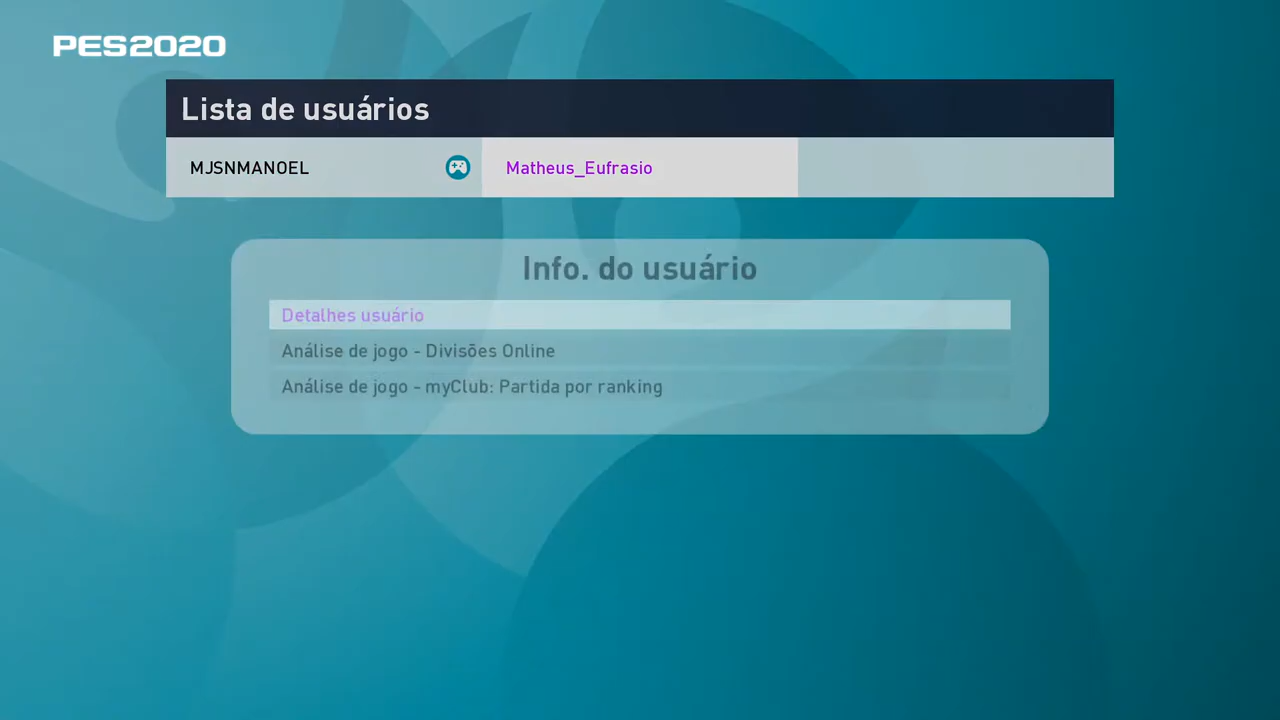 PES2020
Lista de usuários
MJSNMANOEL
Matheus_Eufrasio
Info. do usuário
Detalhes usuário
Análise de jogo - Divisões Online
Análise de jogo - myClub: Partida por ranking